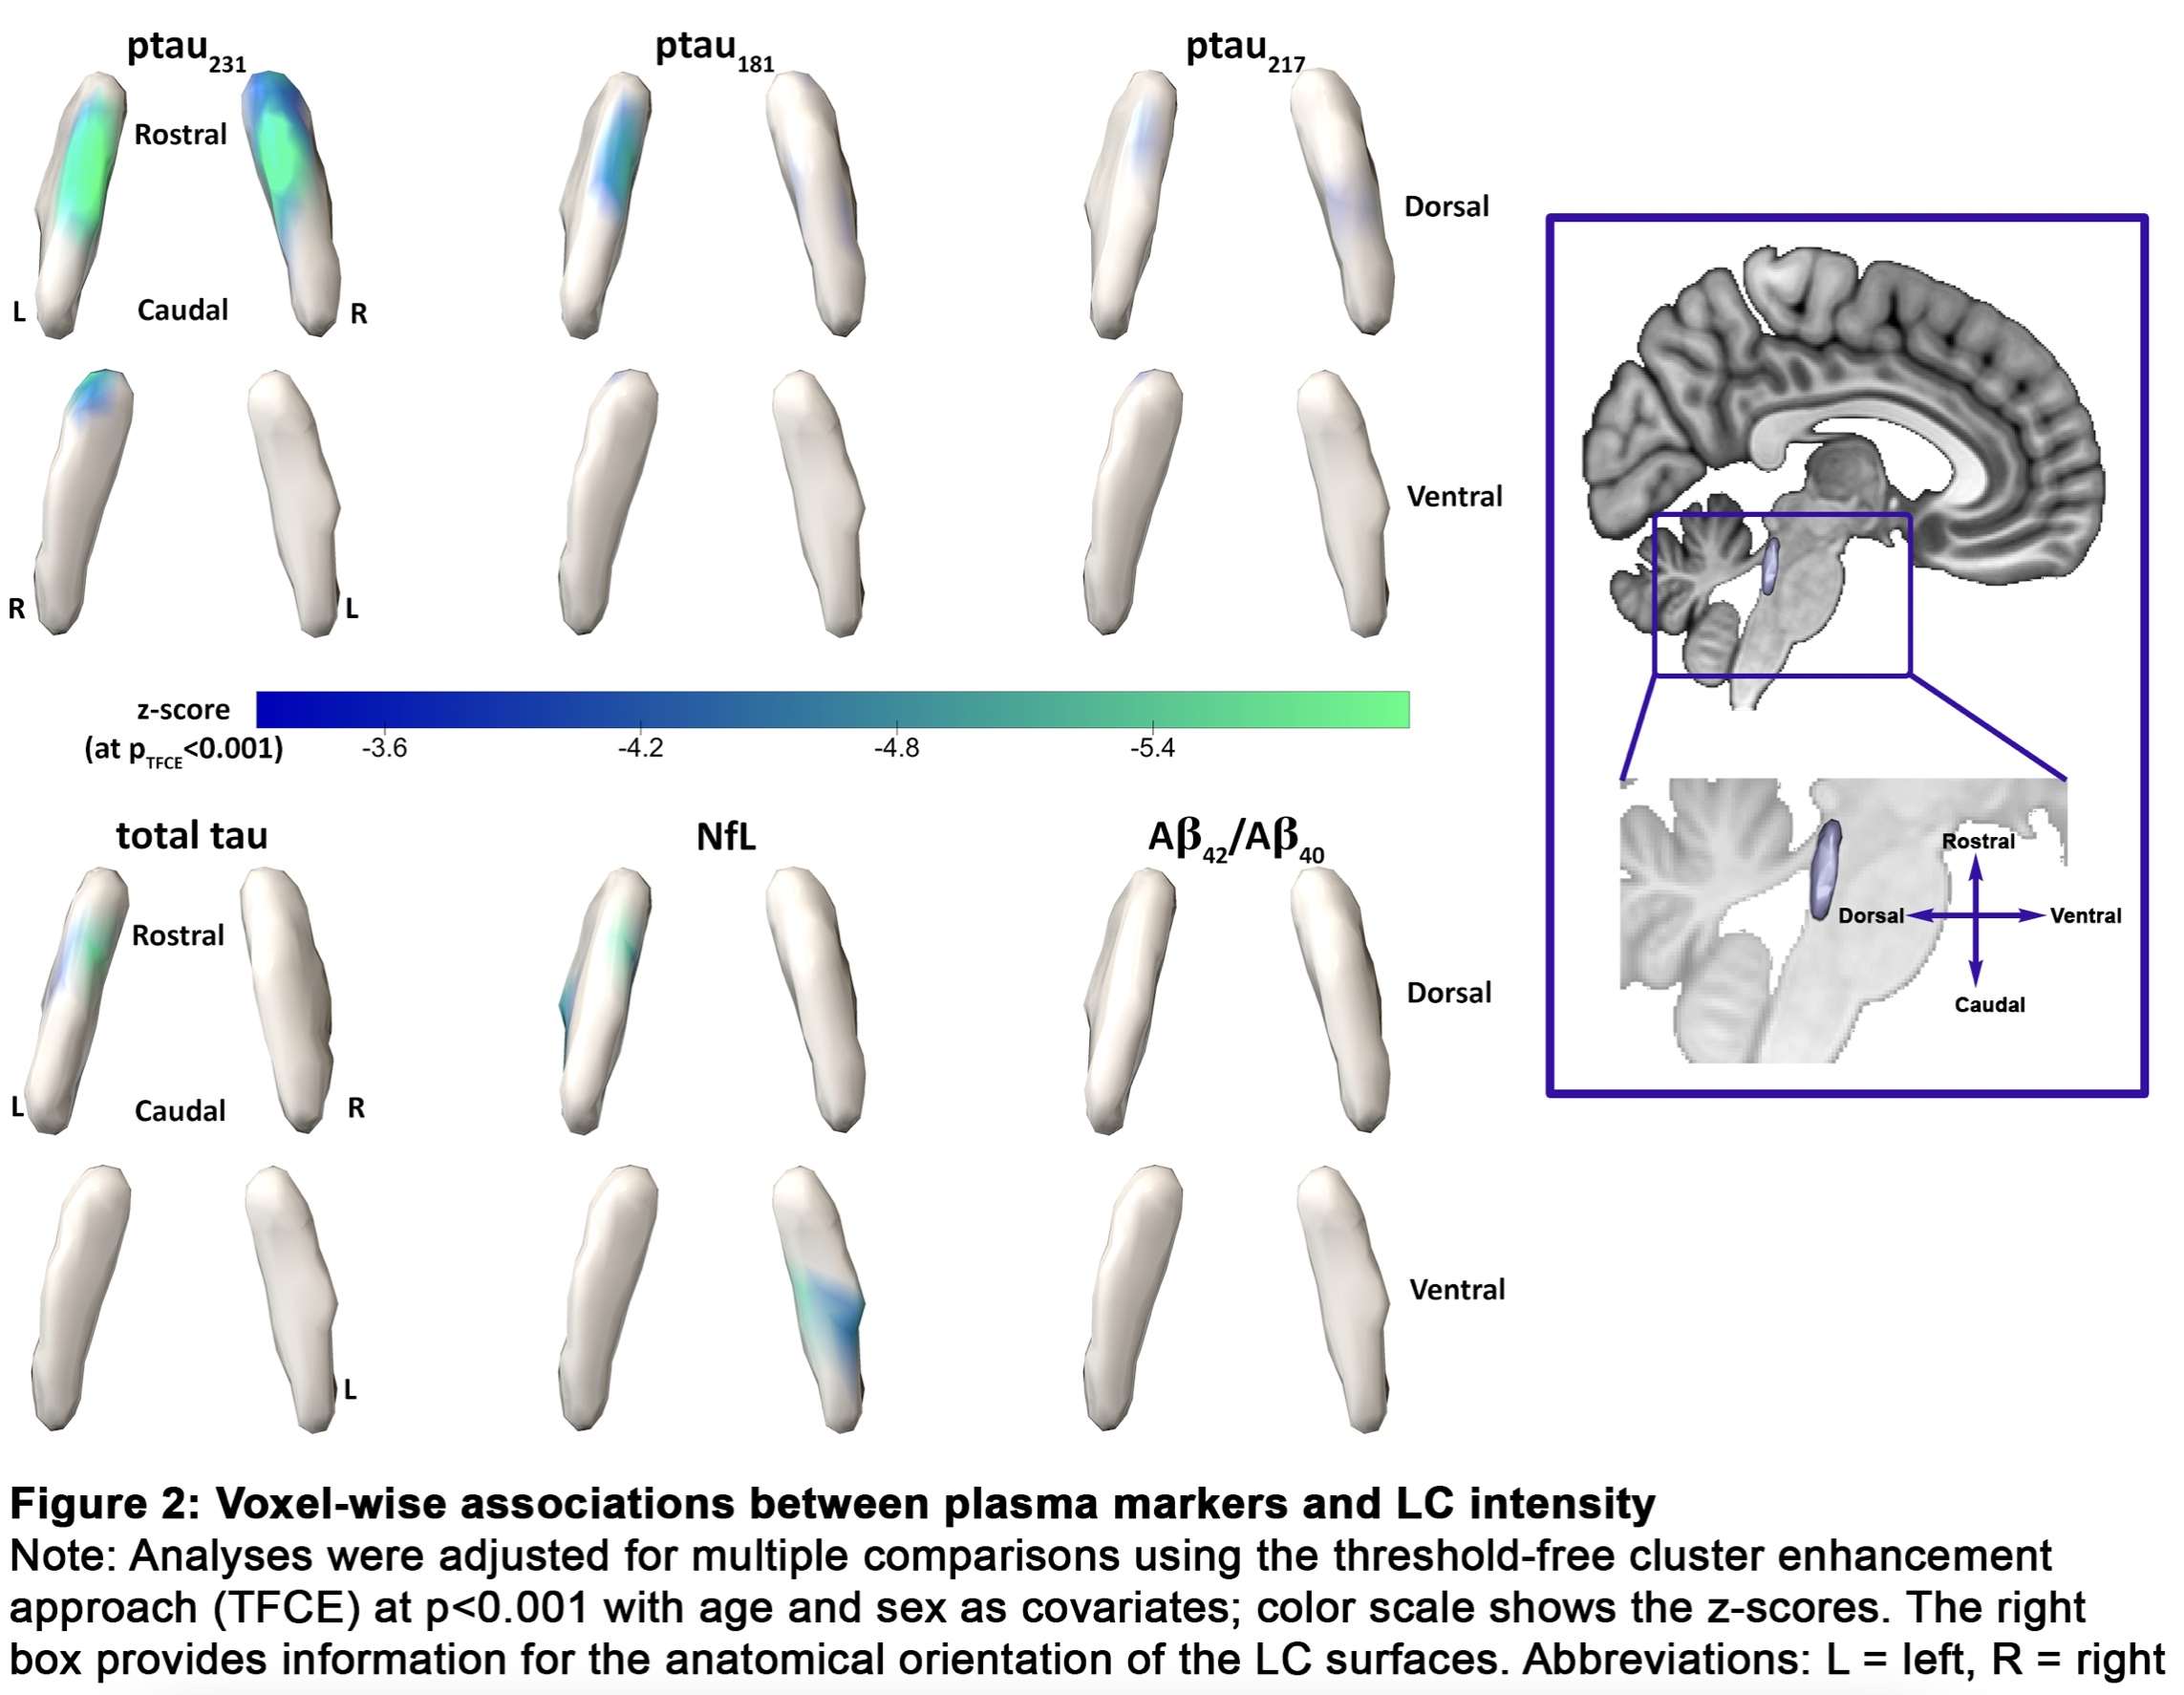 ptau231 ptau181 ptau217
Rostral
Dorsal
L Caudal R
Ventral
R L
z-score
(at pTFCE<0.001) -3.6 -4.2 -4.8 -5.4
total tau NfL Aβ42/Aβ40
Rostral
Dorsal
L Caudal R
Ventral
L
Rostral
Dorsal Ventral
Caudal
Figure 2: Voxel-wise associations between plasma markers and LC intensity
Note: Analyses were adjusted for multiple comparisons using the threshold-free cluster enhancement
approach (TFCE) at p<0.001 with age and sex as covariates; color scale shows the z-scores. The right
box provides information for the anatomical orientation of the LC surfaces. Abbreviations: L = left, R = right